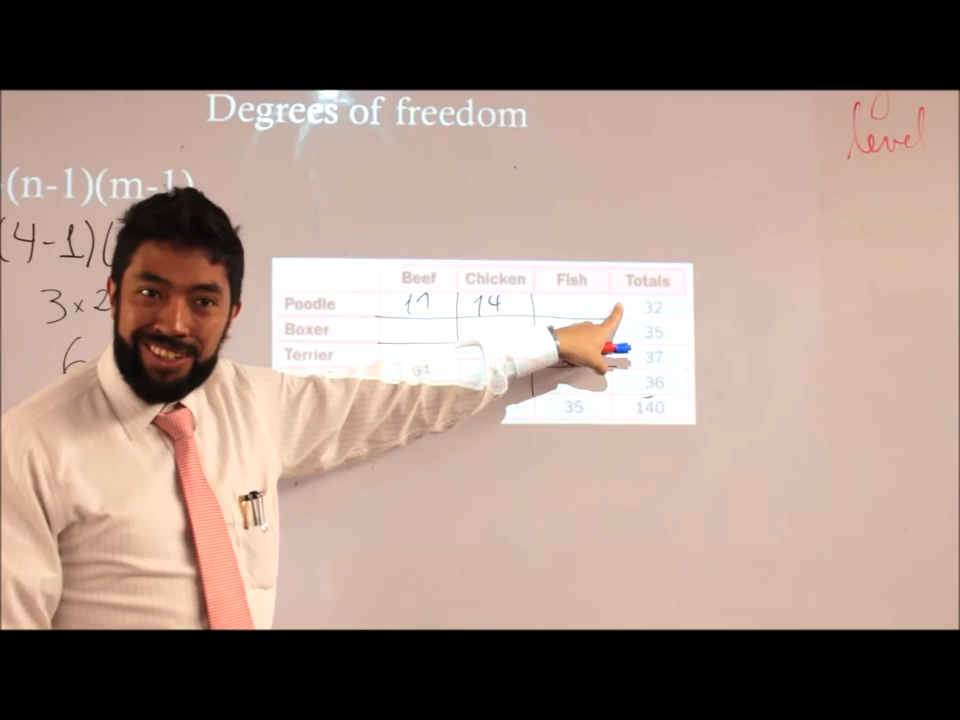 Degrees of freedom
level
(n-1)(m-1)
(4-1)(
3×2
6
Beef Chicken Fish Totals
Poodle 14 32
Boxer 35
Terrier 37
61 36
35 140